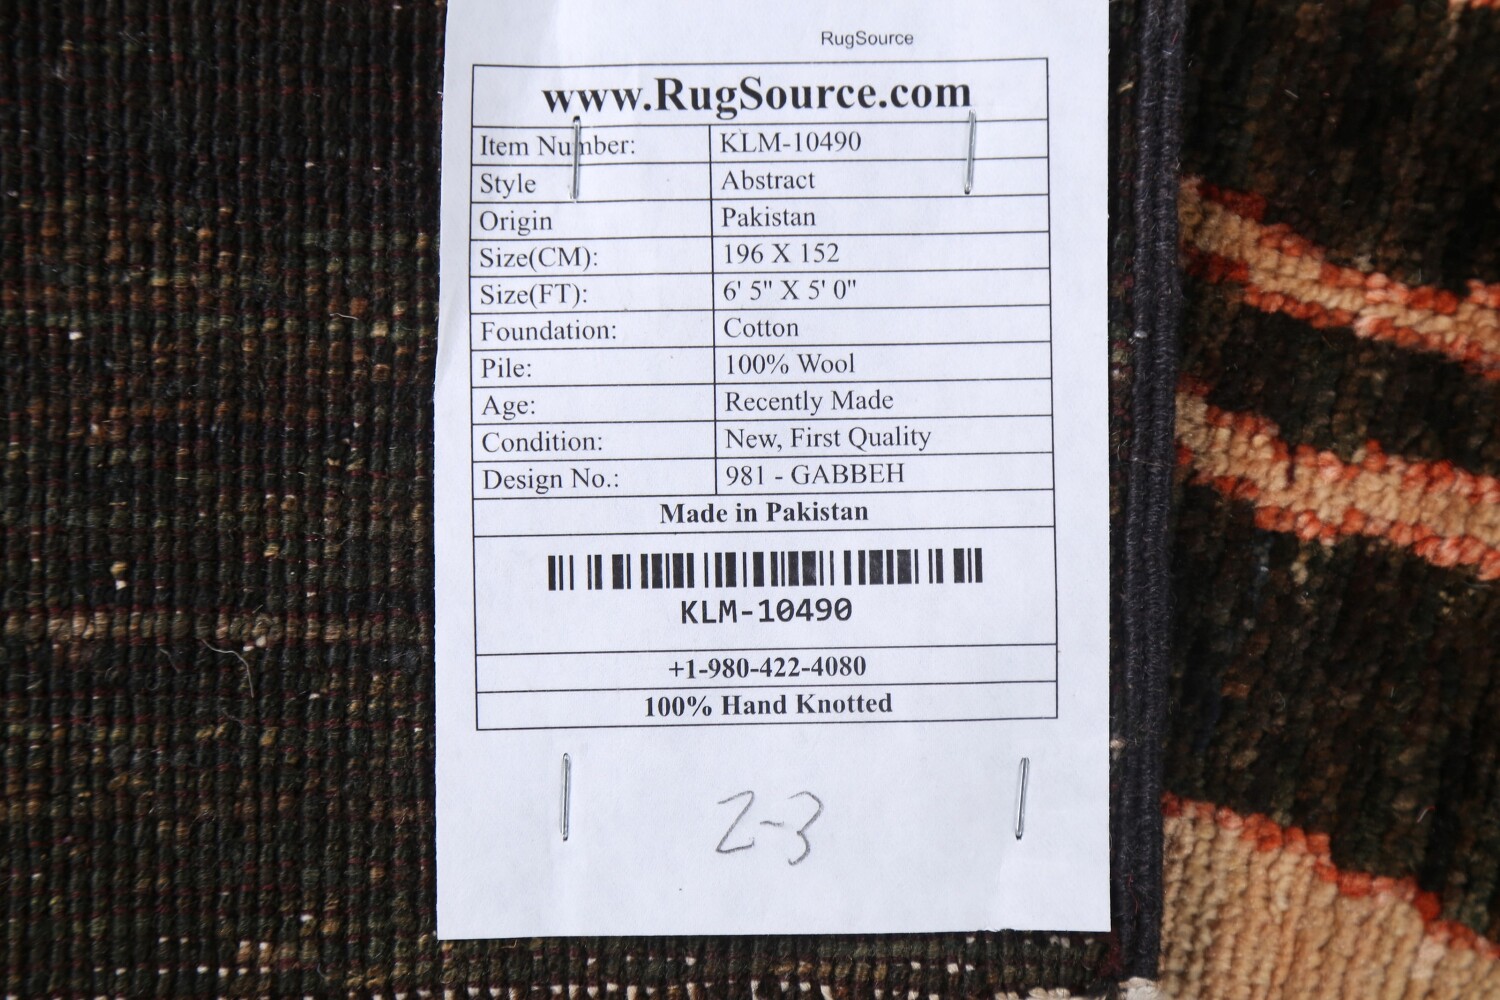 RugSource
www.RugSource.com
Item Number: KLM-10490
Style Abstract
Origin Pakistan
Size(CM): 196 X 152
Size(FT): 6' 5" X 5' 0"
Foundation: Cotton
Pile: 100% Wool
Age: Recently Made
Condition: New, First Quality
Design No.: 981 - GABBEH
Made in Pakistan
KLM-10490
+1-980-422-4080
100% Hand Knotted
2-3